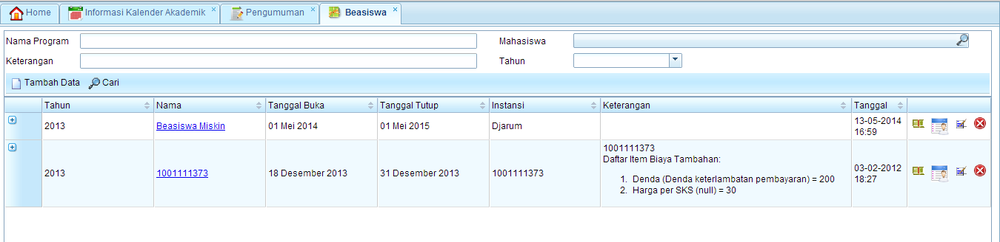 Home
Informasi Kalender Akademik
Pengumuman
Beasiswa
Nama Program
Mahasiswa
Keterangan
Tahun
Tambah Data
Cari
Tahun
Nama
Tanggal Buka
Tanggal Tutup
Instansi
Keterangan
Tanggal
2013
Beasiswa Miskin
01 Mei 2014
01 Mei 2015
Djarum
13-05-2014
16:59
2013
1001111373
18 Desember 2013
31 Desember 2013
1001111373
1001111373
Daftar Item Biaya Tambahan:
1. Denda (Denda keterlambatan pembayaran) = 200
2. Harga per SKS (null) = 30
03-02-2012
18:27